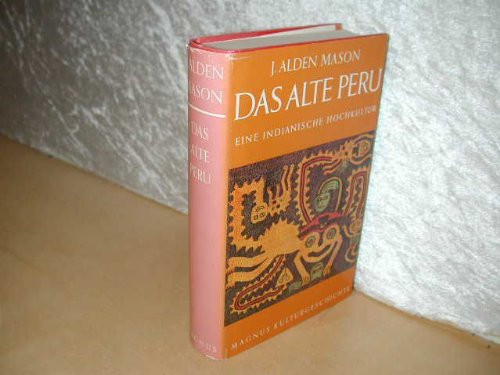 ALDEN
MASON
DAS
ALTE
PERU
J. ALDEN MASON
DAS ALTE PERU
EINE INDIANISCHE HOCHKULTUR
MAGNUS KULTURGESCHICHTE